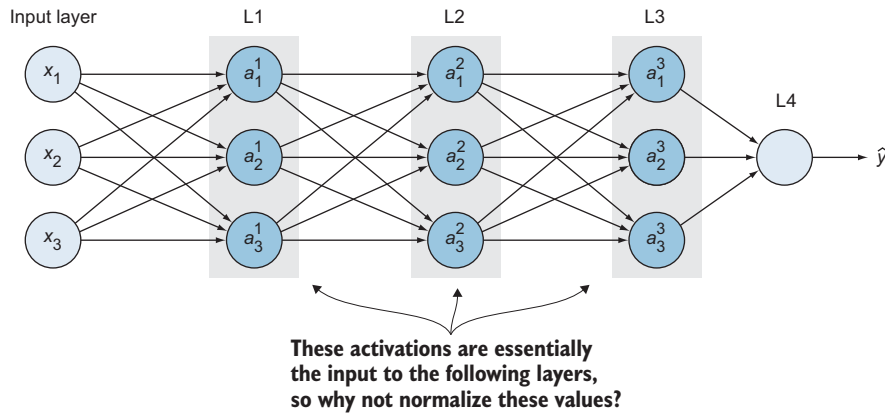 Input layer L1 L2 L3
x1 a11 a12 a13
L4
x2 a21 a22 a23 ŷ
x3 a31 a32 a33
These activations are essentially
the input to the following layers,
so why not normalize these values?